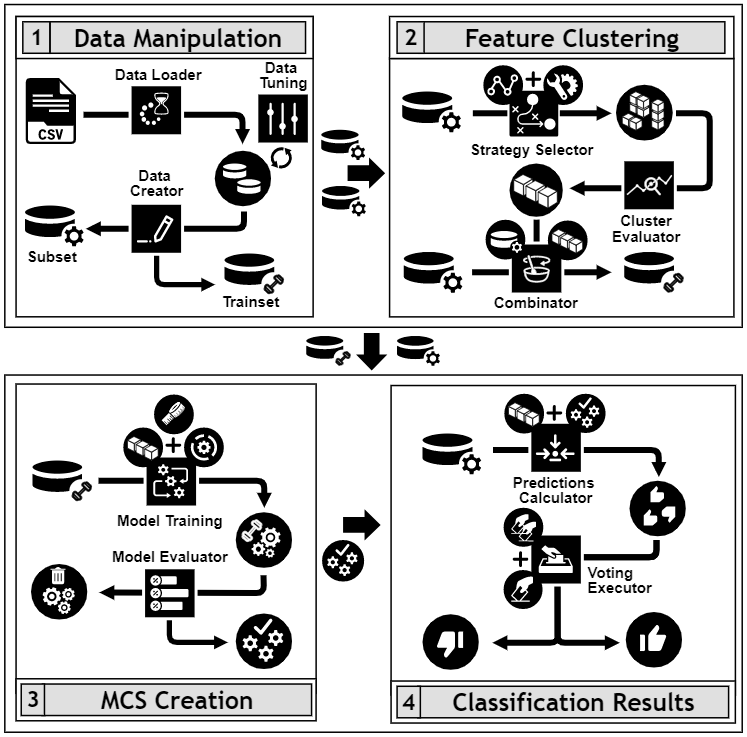 1 Data Manipulation
Data Loader
Data
Tuning
CSV
Data
Creator
Subset
Trainset
2 Feature Clustering
Strategy Selector
Cluster
Evaluator
Combinator
Model Training
Model Evaluator
3 MCS Creation
Predictions
Calculator
Voting
Executor
4 Classification Results